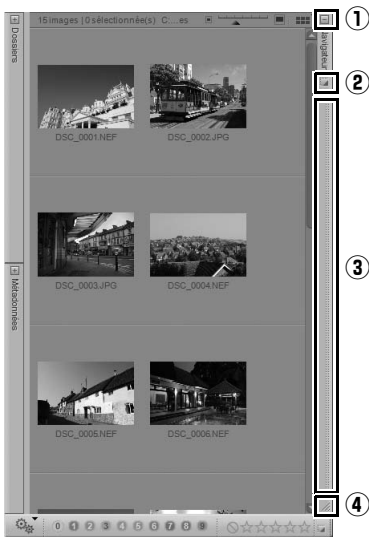 15 images | 0 sélectionnée(s) C:...es
①
Dossiers
Navigateur
②
DSC_0001.NEF DSC_0002.JPG
③
DSC_0003.JPG DSC_0004.NEF
Métadonnées
DSC_0005.NEF DSC_0006.NEF
④
0 1 2 3 4 5 6 7 8 9